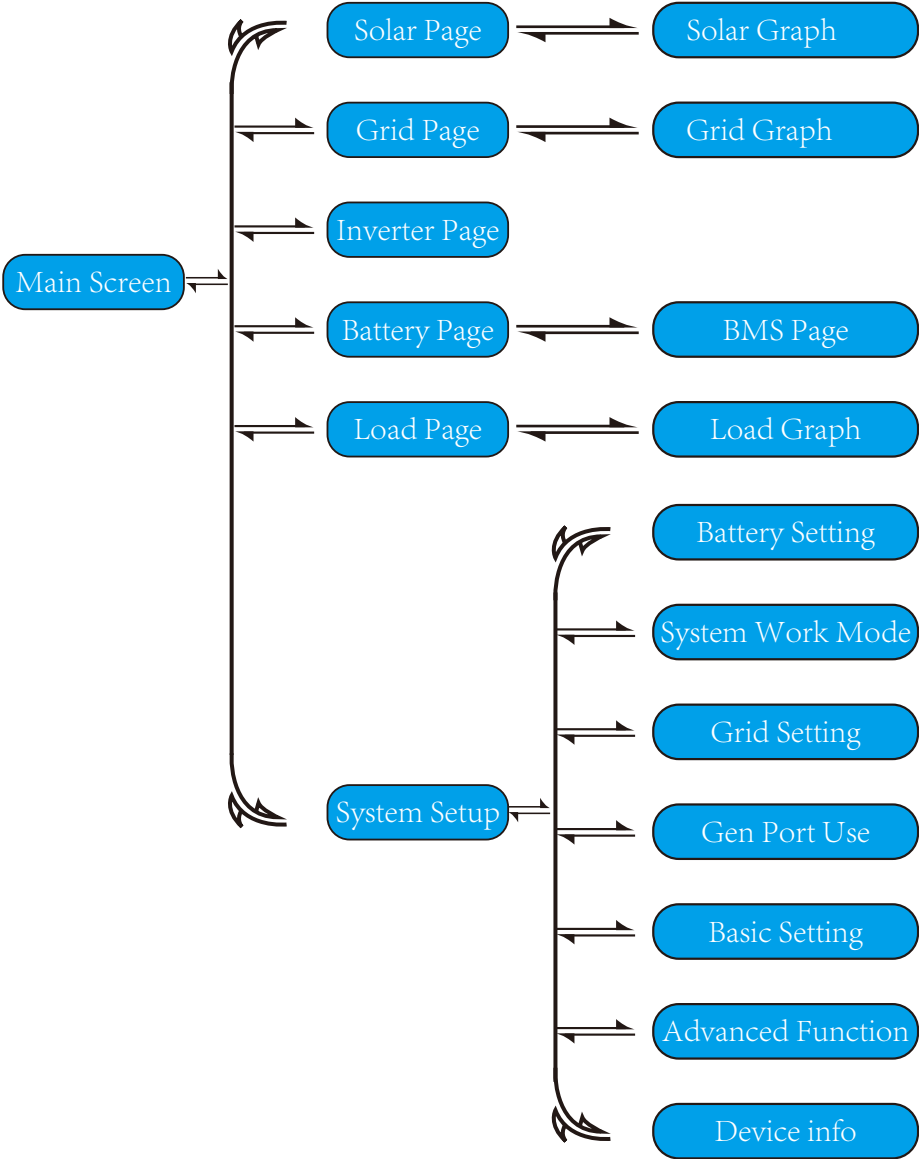 Solar Page
Solar Graph
Grid Page
Grid Graph
Inverter Page
Main Screen
Battery Page
BMS Page
Load Page
Load Graph
Battery Setting
System Work Mode
Grid Setting
System Setup
Gen Port Use
Basic Setting
Advanced Function
Device info